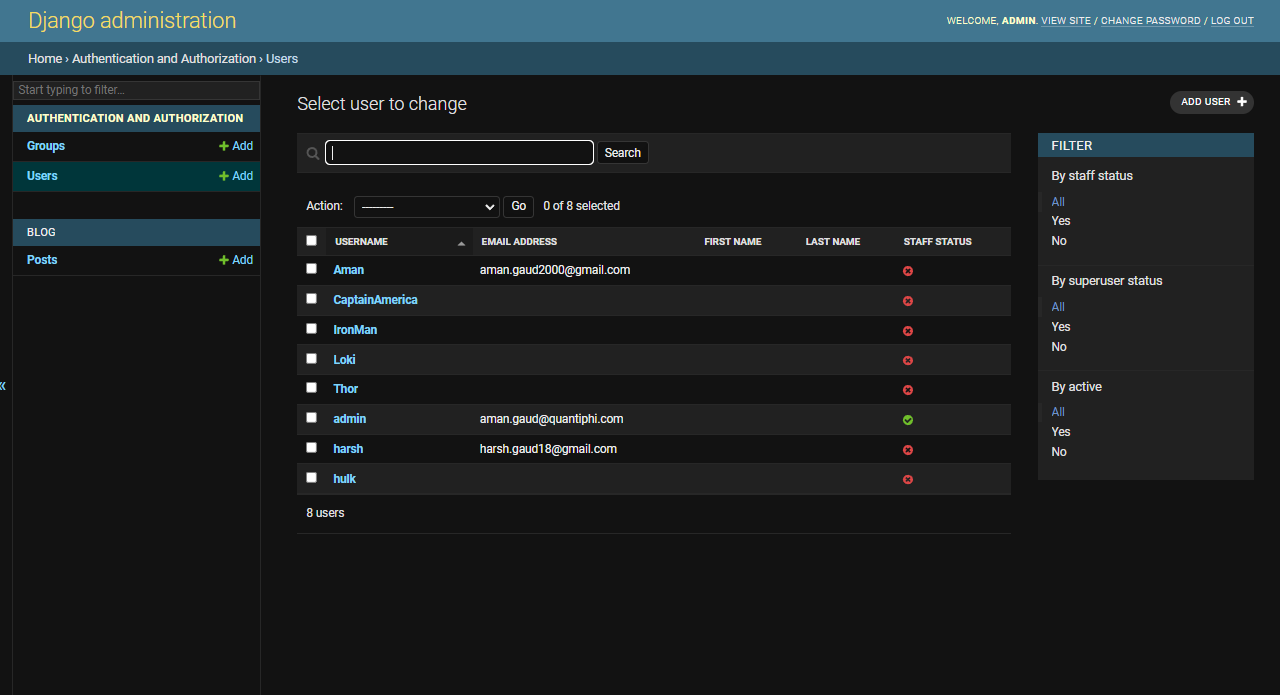 Django administration
WELCOME, ADMIN. VIEW SITE / CHANGE PASSWORD / LOG OUT
Home › Authentication and Authorization › Users
Start typing to filter...
AUTHENTICATION AND AUTHORIZATION
Groups + Add
Users + Add
BLOG
Posts + Add
«
Select user to change
ADD USER +
Search
Action: --------- Go 0 of 8 selected
USERNAME EMAIL ADDRESS FIRST NAME LAST NAME STAFF STATUS
Aman aman.gaud2000@gmail.com
CaptainAmerica
IronMan
Loki
Thor
admin aman.gaud@quantiphi.com
harsh harsh.gaud18@gmail.com
hulk
8 users
FILTER
By staff status
All
Yes
No
By superuser status
All
Yes
No
By active
All
Yes
No